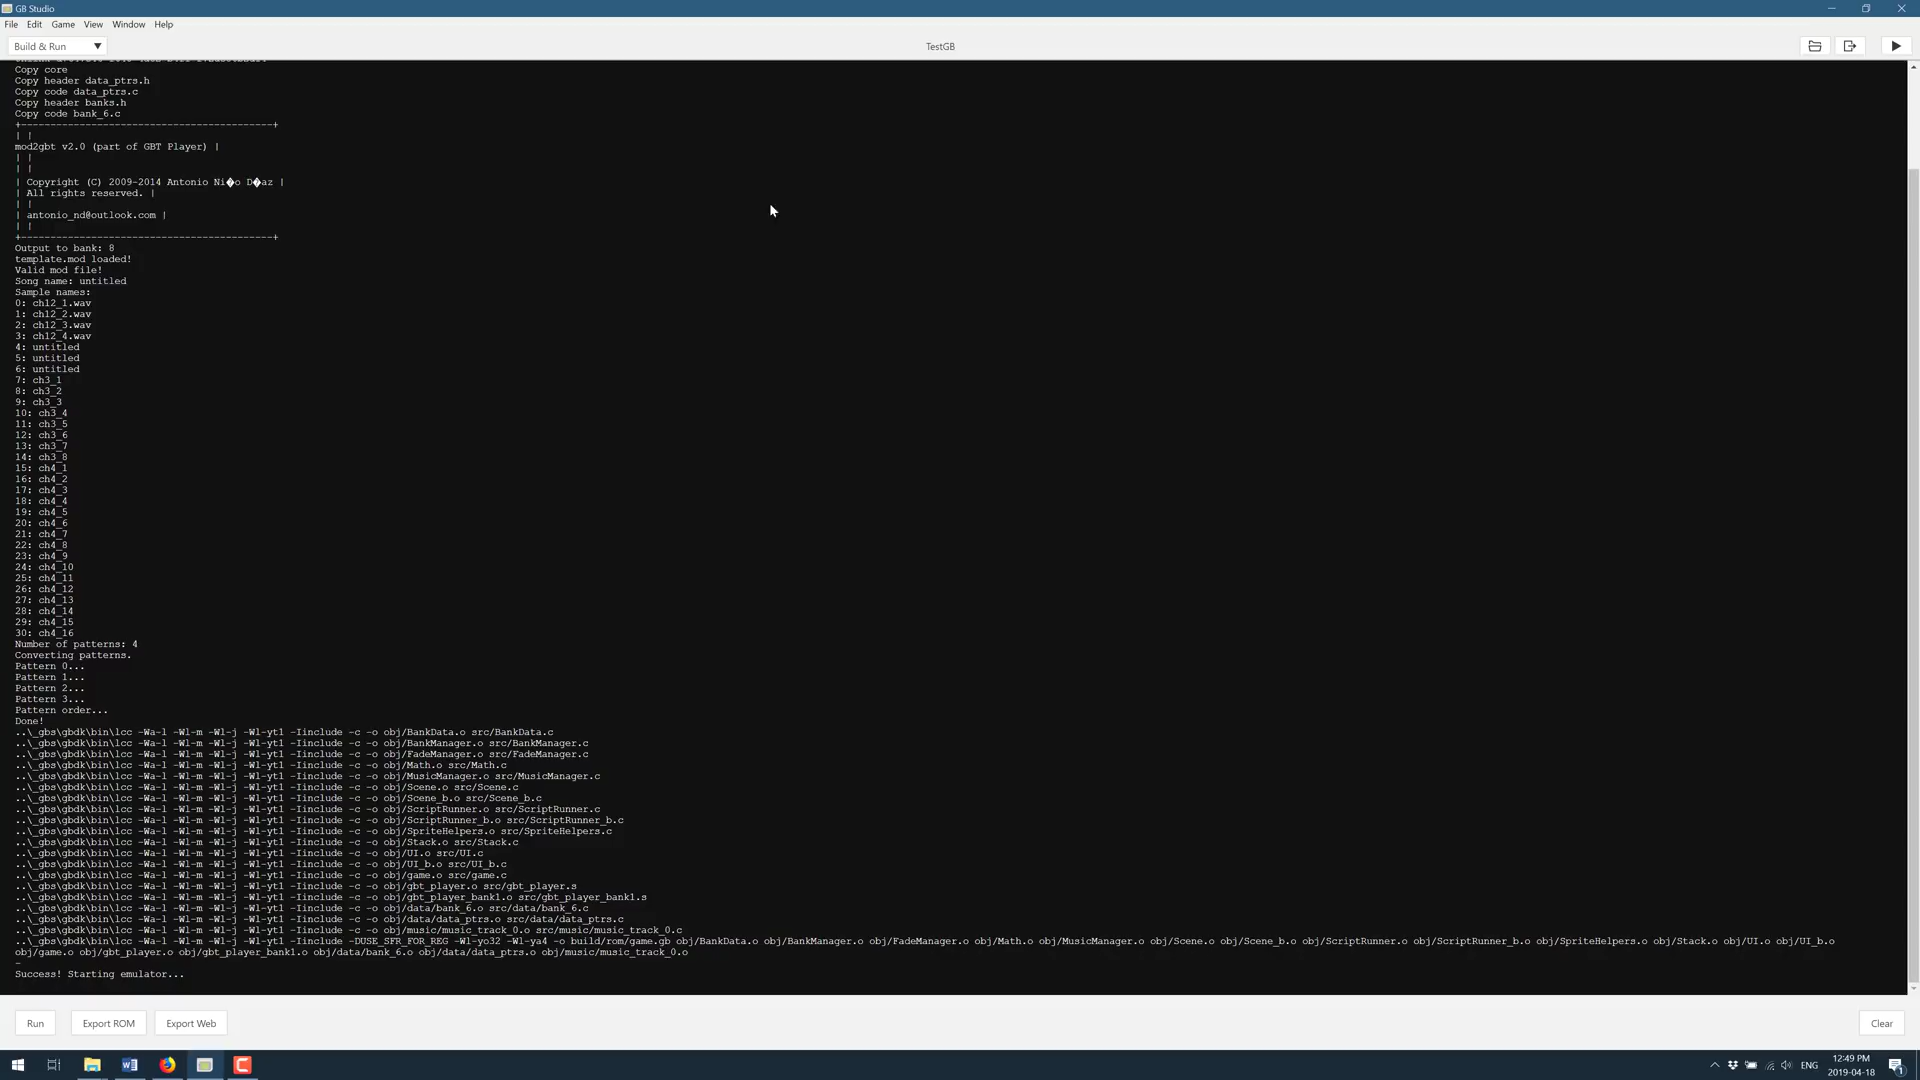 GB Studio
File Edit Game View Window Help
Build & Run ▼ TestGB
Copy core
Copy header data_ptrs.h
Copy code data_ptrs.c
Copy header banks.h
Copy code bank_6.c
+------------------------------------------+
| |
mod2gbt v2.0 (part of GBT Player) |
| |
| |
| Copyright (C) 2009-2014 Antonio Ni�o D�az |
| All rights reserved. |
| |
| antonio_nd@outlook.com |
| |
+------------------------------------------+
Output to bank: 8
template.mod loaded!
Valid mod file!
Song name: untitled
Sample names:
0: ch12_1.wav
1: ch12_2.wav
2: ch12_3.wav
3: ch12_4.wav
4: untitled
5: untitled
6: untitled
7: ch3_1
8: ch3_2
9: ch3_3
10: ch3_4
11: ch3_5
12: ch3_6
13: ch3_7
14: ch3_8
15: ch4_1
16: ch4_2
17: ch4_3
18: ch4_4
19: ch4_5
20: ch4_6
21: ch4_7
22: ch4_8
23: ch4_9
24: ch4_10
25: ch4_11
26: ch4_12
27: ch4_13
28: ch4_14
29: ch4_15
30: ch4_16
Number of patterns: 4
Converting patterns.
Pattern 0...
Pattern 1...
Pattern 2...
Pattern 3...
Pattern order...
Done!
..\_gbs\gbdk\bin\lcc -Wa-l -Wl-m -Wl-j -Wl-yt1 -Iinclude -c -o obj/BankData.o src/BankData.c
..\_gbs\gbdk\bin\lcc -Wa-l -Wl-m -Wl-j -Wl-yt1 -Iinclude -c -o obj/BankManager.o src/BankManager.c
..\_gbs\gbdk\bin\lcc -Wa-l -Wl-m -Wl-j -Wl-yt1 -Iinclude -c -o obj/FadeManager.o src/FadeManager.c
..\_gbs\gbdk\bin\lcc -Wa-l -Wl-m -Wl-j -Wl-yt1 -Iinclude -c -o obj/Math.o src/Math.c
..\_gbs\gbdk\bin\lcc -Wa-l -Wl-m -Wl-j -Wl-yt1 -Iinclude -c -o obj/MusicManager.o src/MusicManager.c
..\_gbs\gbdk\bin\lcc -Wa-l -Wl-m -Wl-j -Wl-yt1 -Iinclude -c -o obj/Scene.o src/Scene.c
..\_gbs\gbdk\bin\lcc -Wa-l -Wl-m -Wl-j -Wl-yt1 -Iinclude -c -o obj/Scene_b.o src/Scene_b.c
..\_gbs\gbdk\bin\lcc -Wa-l -Wl-m -Wl-j -Wl-yt1 -Iinclude -c -o obj/ScriptRunner.o src/ScriptRunner.c
..\_gbs\gbdk\bin\lcc -Wa-l -Wl-m -Wl-j -Wl-yt1 -Iinclude -c -o obj/ScriptRunner_b.o src/ScriptRunner_b.c
..\_gbs\gbdk\bin\lcc -Wa-l -Wl-m -Wl-j -Wl-yt1 -Iinclude -c -o obj/SpriteHelpers.o src/SpriteHelpers.c
..\_gbs\gbdk\bin\lcc -Wa-l -Wl-m -Wl-j -Wl-yt1 -Iinclude -c -o obj/Stack.o src/Stack.c
..\_gbs\gbdk\bin\lcc -Wa-l -Wl-m -Wl-j -Wl-yt1 -Iinclude -c -o obj/UI.o src/UI.c
..\_gbs\gbdk\bin\lcc -Wa-l -Wl-m -Wl-j -Wl-yt1 -Iinclude -c -o obj/UI_b.o src/UI_b.c
..\_gbs\gbdk\bin\lcc -Wa-l -Wl-m -Wl-j -Wl-yt1 -Iinclude -c -o obj/game.o src/game.c
..\_gbs\gbdk\bin\lcc -Wa-l -Wl-m -Wl-j -Wl-yt1 -Iinclude -c -o obj/gbt_player.o src/gbt_player.s
..\_gbs\gbdk\bin\lcc -Wa-l -Wl-m -Wl-j -Wl-yt1 -Iinclude -c -o obj/gbt_player_bank1.o src/gbt_player_bank1.s
..\_gbs\gbdk\bin\lcc -Wa-l -Wl-m -Wl-j -Wl-yt1 -Iinclude -c -o obj/data/bank_6.o src/data/bank_6.c
..\_gbs\gbdk\bin\lcc -Wa-l -Wl-m -Wl-j -Wl-yt1 -Iinclude -c -o obj/data/data_ptrs.o src/data/data_ptrs.c
..\_gbs\gbdk\bin\lcc -Wa-l -Wl-m -Wl-j -Wl-yt1 -Iinclude -c -o obj/music/music_track_0.o src/music/music_track_0.c
..\_gbs\gbdk\bin\lcc -Wa-l -Wl-m -Wl-j -Wl-yt1 -Iinclude -DUSE_SFR_FOR_REG -Wl-yo32 -Wl-ya4 -o build/rom/game.gb obj/BankData.o obj/BankManager.o obj/FadeManager.o obj/Math.o obj/MusicManager.o obj/Scene.o obj/Scene_b.o obj/ScriptRunner.o obj/ScriptRunner_b.o obj/SpriteHelpers.o obj/Stack.o obj/UI.o obj/UI_b.o
obj/game.o obj/gbt_player.o obj/gbt_player_bank1.o obj/data/bank_6.o obj/data/data_ptrs.o obj/music/music_track_0.o
-
Success! Starting emulator...
Run Export ROM Export Web Clear
ENG 12:49 PM
2019-04-18
1